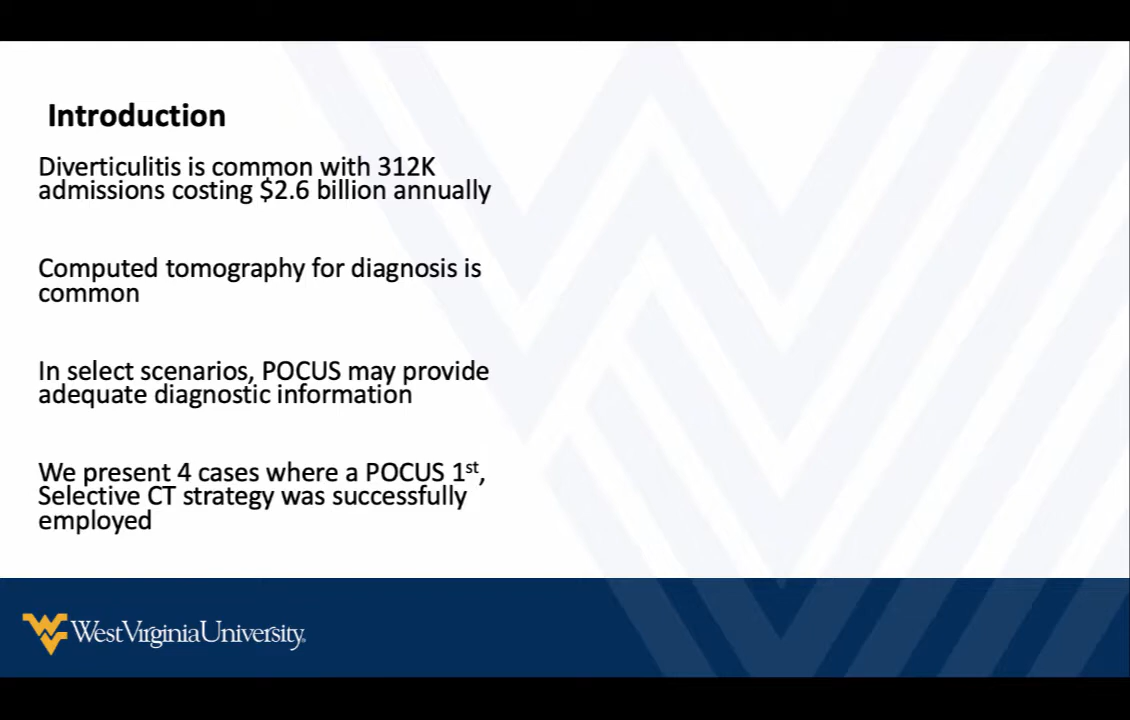 Introduction
Diverticulitis is common with 312K
admissions costing $2.6 billion annually
Computed tomography for diagnosis is
common
In select scenarios, POCUS may provide
adequate diagnostic information
We present 4 cases where a POCUS 1st,
Selective CT strategy was successfully
employed
WestVirginiaUniversity.